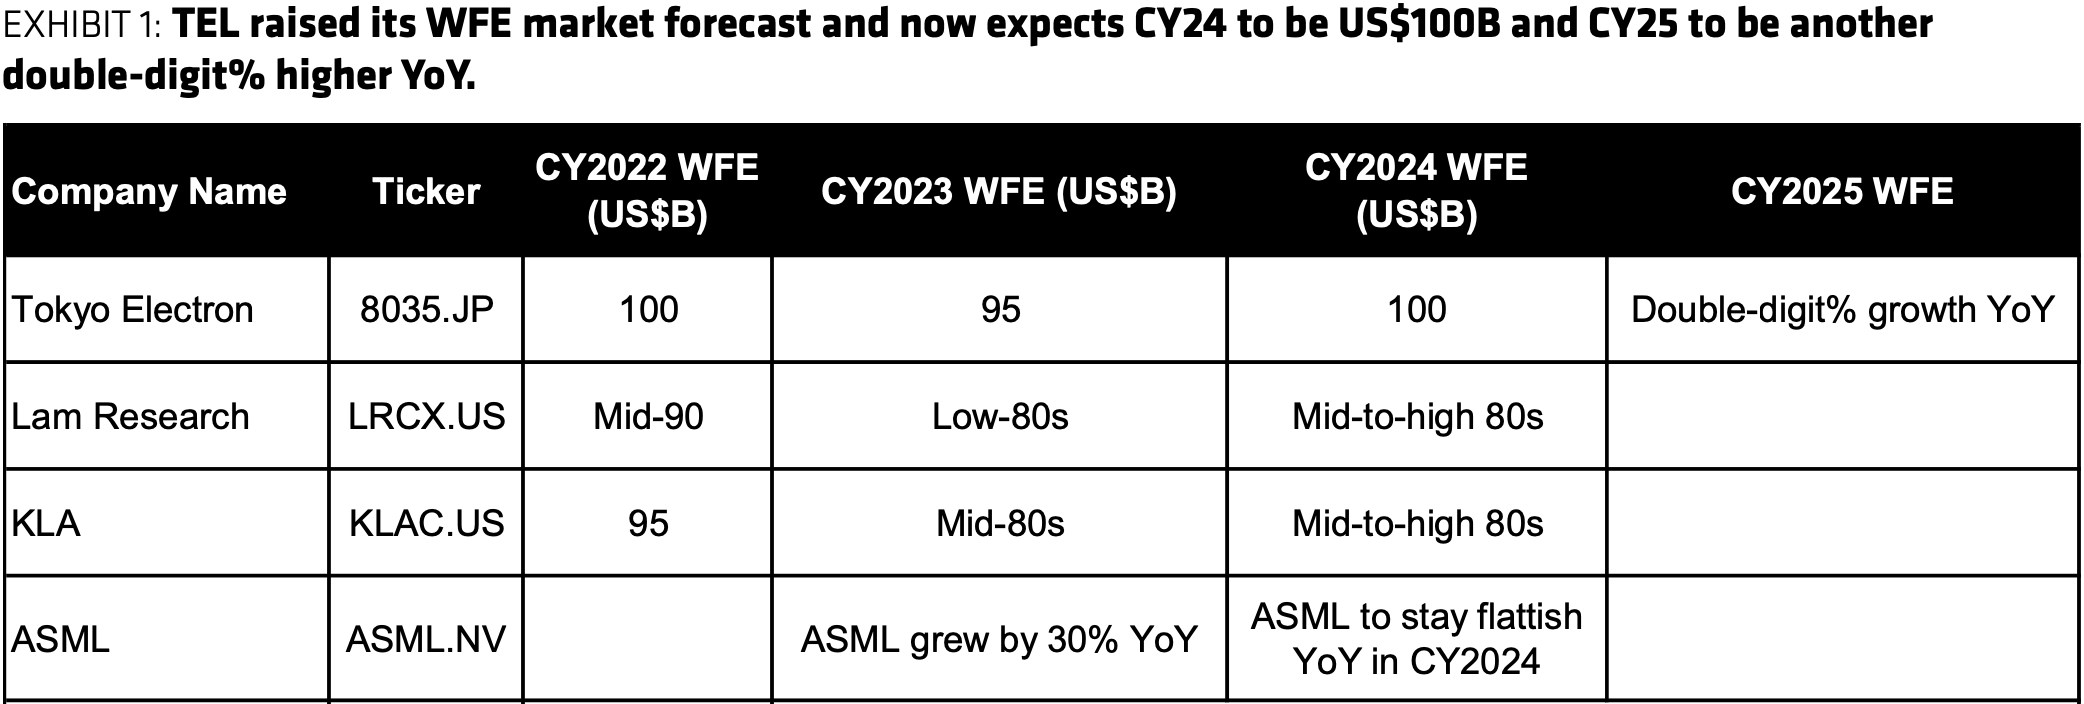 EXHIBIT 1: TEL raised its WFE market forecast and now expects CY24 to be US$100B and CY25 to be another
double-digit% higher YoY.
Company Name Ticker CY2022 WFE (US$B) CY2023 WFE (US$B) CY2024 WFE (US$B) CY2025 WFE
Tokyo Electron 8035.JP 100 95 100 Double-digit% growth YoY
Lam Research LRCX.US Mid-90 Low-80s Mid-to-high 80s
KLA KLAC.US 95 Mid-80s Mid-to-high 80s
ASML ASML.NV ASML grew by 30% YoY ASML to stay flattish YoY in CY2024